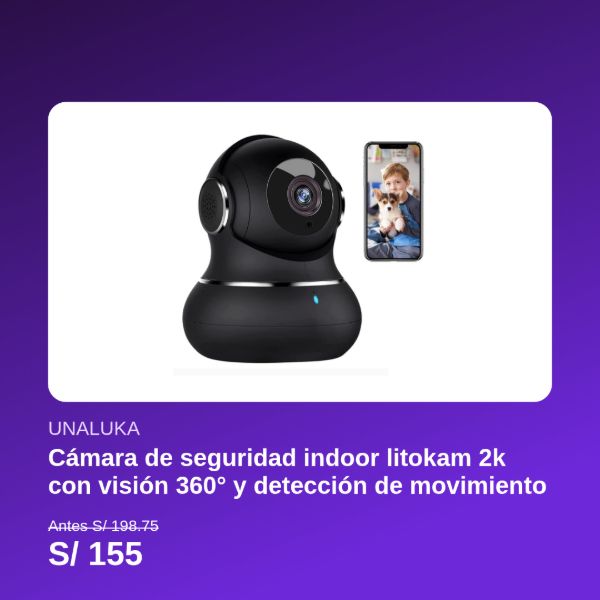 UNALUKA
Cámara de seguridad indoor litokam 2k
con visión 360° y detección de movimiento
Antes S/ 198.75
S/ 155